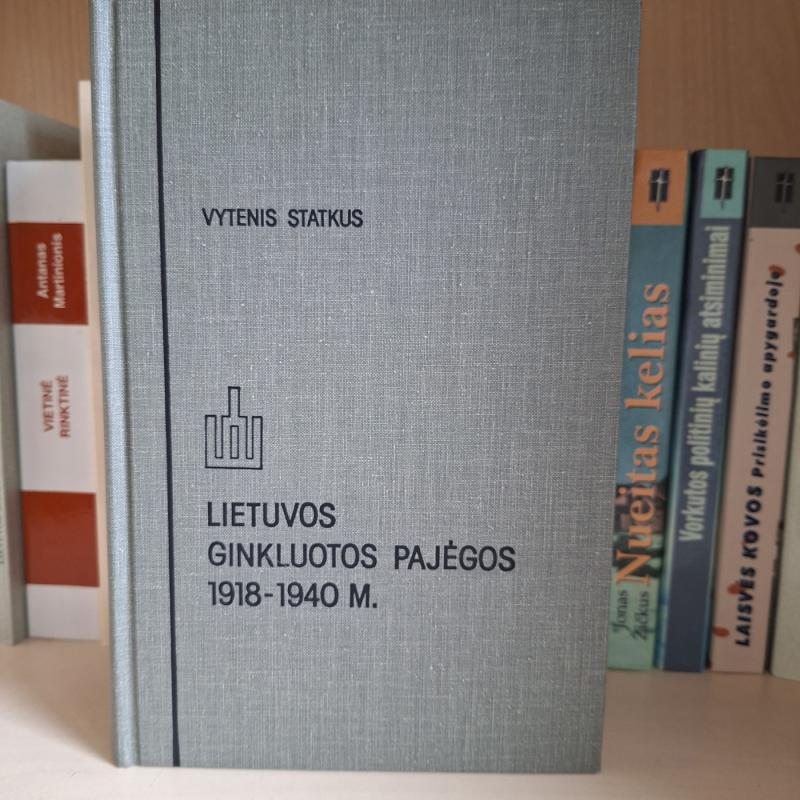 VYTENIS STATKUS
LIETUVOS
GINKLUOTOS PAJĖGOS
1918-1940 M.
Antanas
Martinionis
VIETINĖ
RINKTINĖ
Jonas
Žičkus
Nueitas kelias
Vorkutos politinių kalinių atsiminimai
LAISVĖS KOVOS Prisikėlimo apygardoje